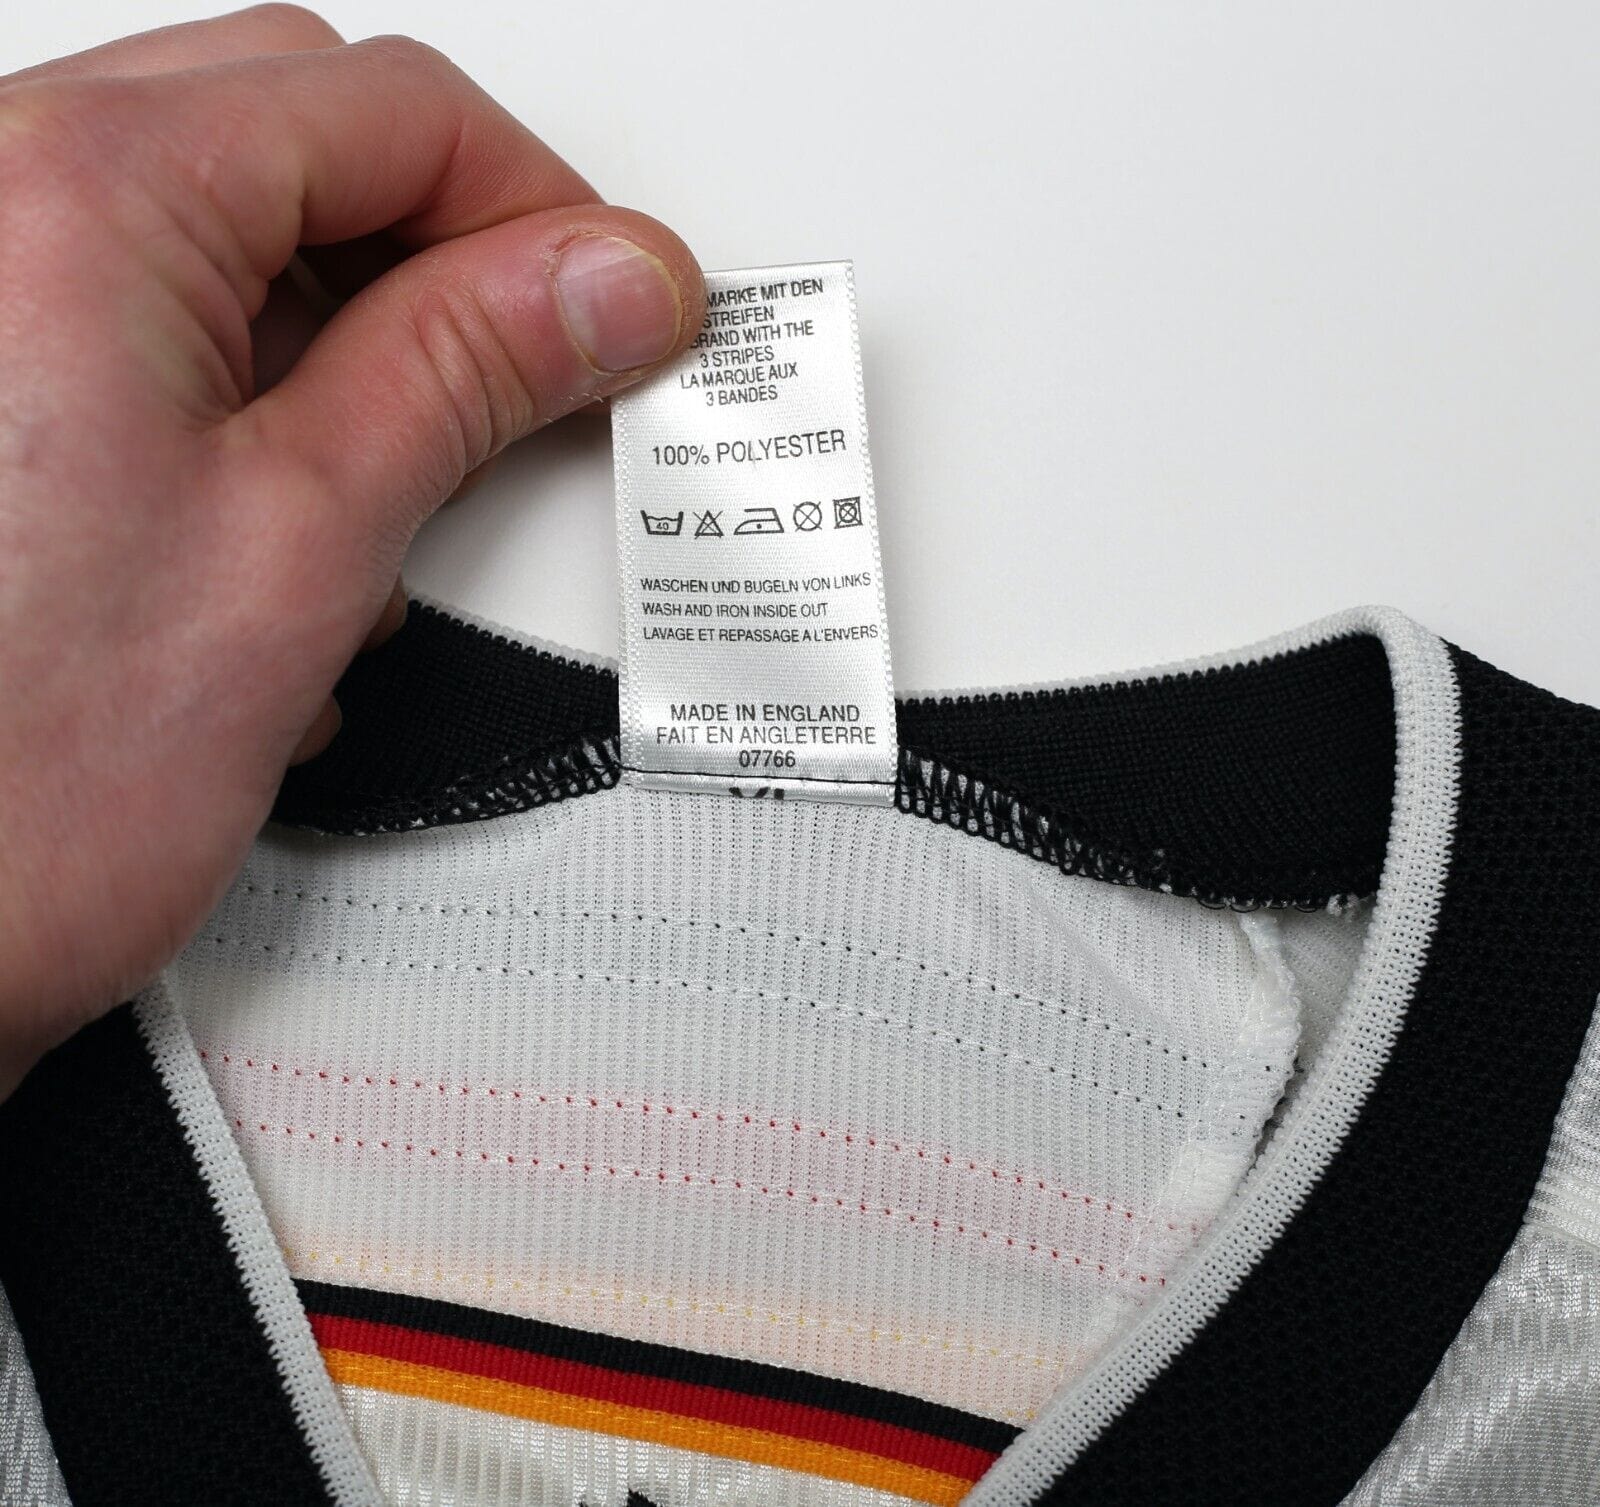 MARKE MIT DEN
STREIFEN
BRAND WITH THE
3 STRIPES
LA MARQUE AUX
3 BANDES
100% POLYESTER
40
WASCHEN UND BUGELN VON LINKS
WASH AND IRON INSIDE OUT
LAVAGE ET REPASSAGE A L'ENVERS
MADE IN ENGLAND
FAIT EN ANGLETERRE
07766